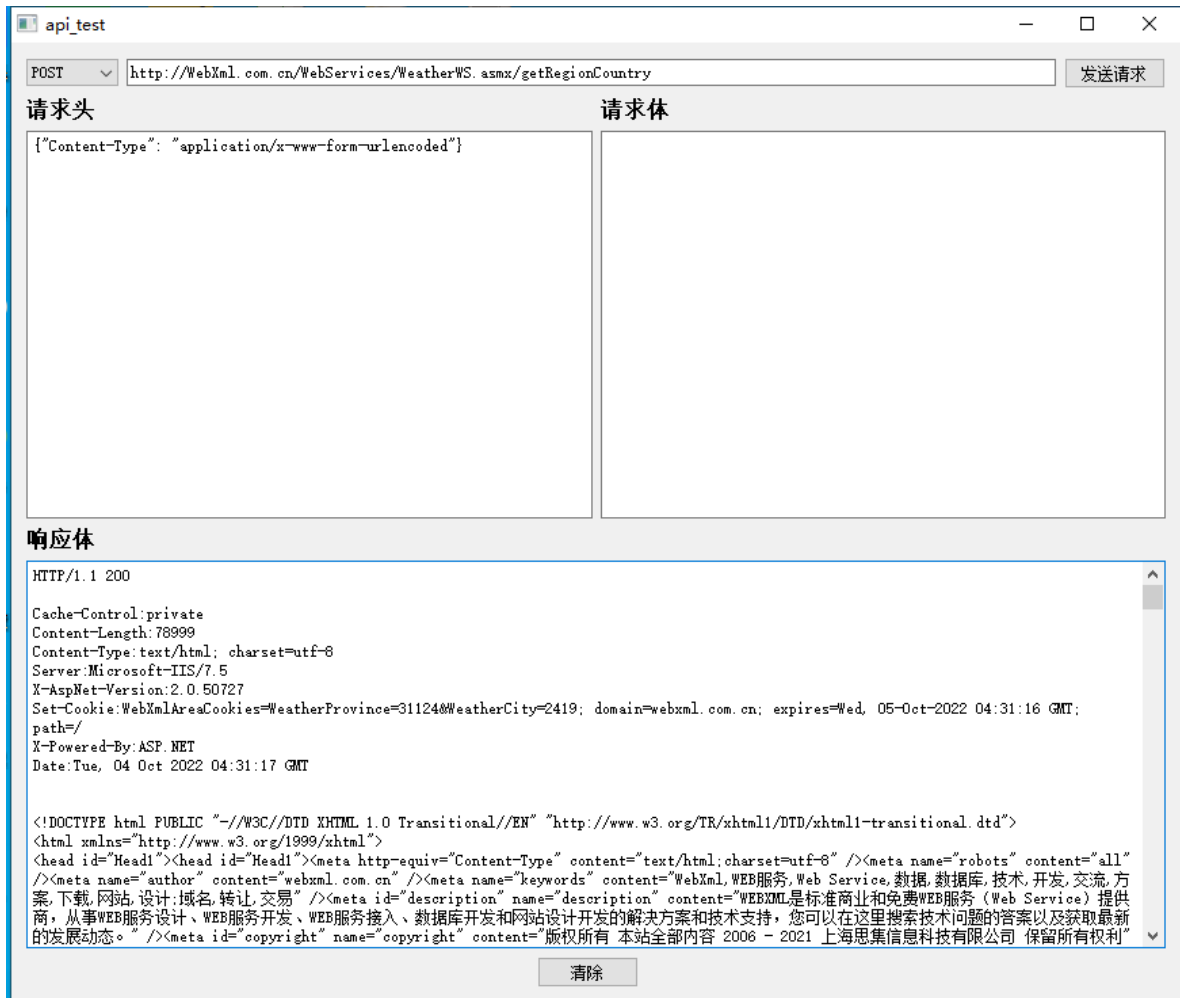 api_test
POST
http://WebXml.com.cn/WebServices/WeatherWS.asmx/getRegionCountry
发送请求
请求头
请求体
{"Content-Type": "application/x-www-form-urlencoded"}
响应体
HTTP/1.1 200
Cache-Control:private
Content-Length:78999
Content-Type:text/html; charset=utf-8
Server:Microsoft-IIS/7.5
X-AspNet-Version:2.0.50727
Set-Cookie:WebXmlAreaCookies=WeatherProvince=31124&WeatherCity=2419; domain=webxml.com.cn; expires=Wed, 05-Oct-2022 04:31:16 GMT;
path=/
X-Powered-By:ASP.NET
Date:Tue, 04 Oct 2022 04:31:17 GMT
<!DOCTYPE html PUBLIC "-//W3C//DTD XHTML 1.0 Transitional//EN" "http://www.w3.org/TR/xhtml1/DTD/xhtml1-transitional.dtd">
<html xmlns="http://www.w3.org/1999/xhtml">
<head id="Head1"><head id="Head1"><meta http-equiv="Content-Type" content="text/html;charset=utf-8" /><meta name="robots" content="all"
/><meta name="author" content="webxml.com.cn" /><meta name="keywords" content="WebXml,WEB服务,Web Service,数据,数据库,技术,开发,交流,方
案,下载,网站,设计:域名,转让,交易" /><meta id="description" name="description" content="WEBXML是标准商业和免费WEB服务（Web Service）提供
商，从事WEB服务设计、WEB服务开发、WEB服务接入、数据库开发和网站设计开发的解决方案和技术支持，您可以在这里搜索技术问题的答案以及获取最新
的发展动态。" /><meta id="copyright" name="copyright" content="版权所有 本站全部内容 2006 - 2021 上海思集信息科技有限公司 保留所有权利"
清除